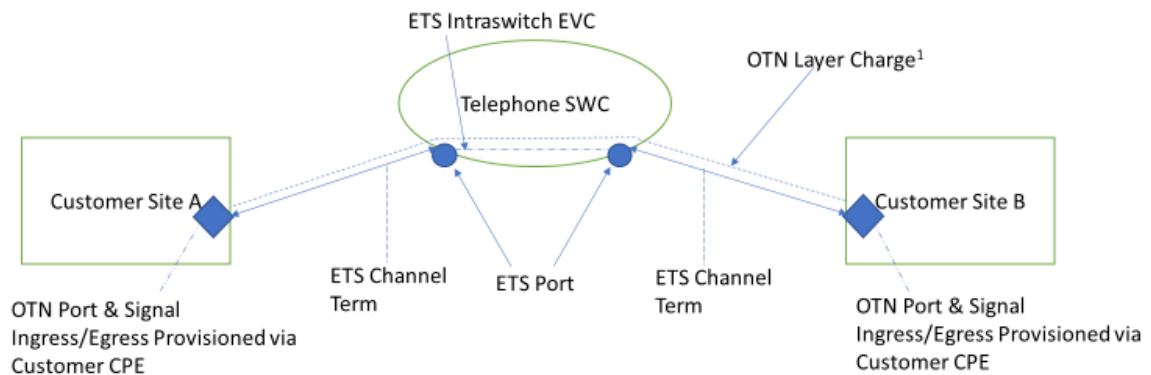 ETS Intraswitch EVC
OTN Layer Charge¹
Telephone SWC
Customer Site A
Customer Site B
ETS Channel
Term
ETS Port
ETS Channel
Term
OTN Port & Signal
Ingress/Egress Provisioned via
Customer CPE
OTN Port & Signal
Ingress/Egress Provisioned via
Customer CPE